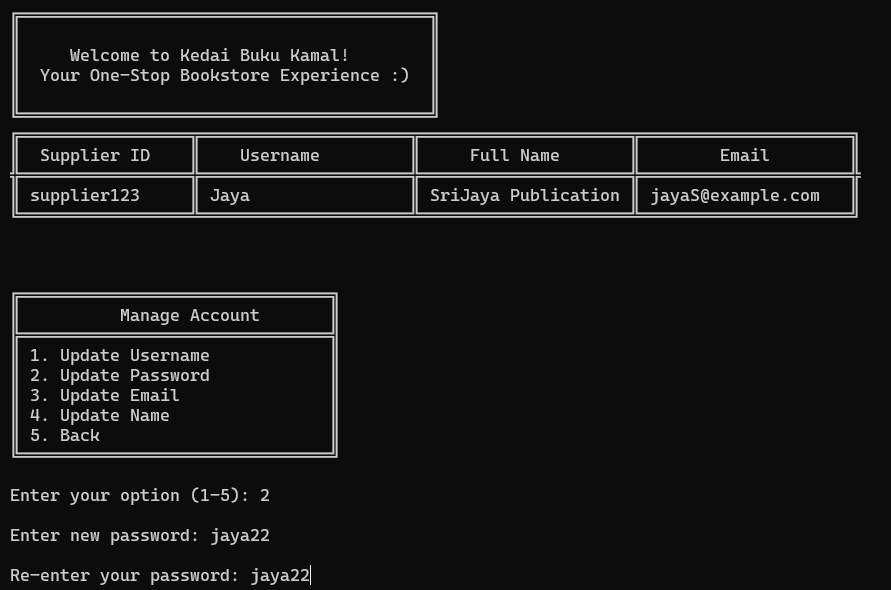 Welcome to Kedai Buku Kamal!
Your One-Stop Bookstore Experience :)
Supplier ID Username Full Name Email
supplier123 Jaya SriJaya Publication jayaS@example.com
Manage Account
1. Update Username
2. Update Password
3. Update Email
4. Update Name
5. Back
Enter your option (1-5): 2
Enter new password: jaya22
Re-enter your password: jaya22